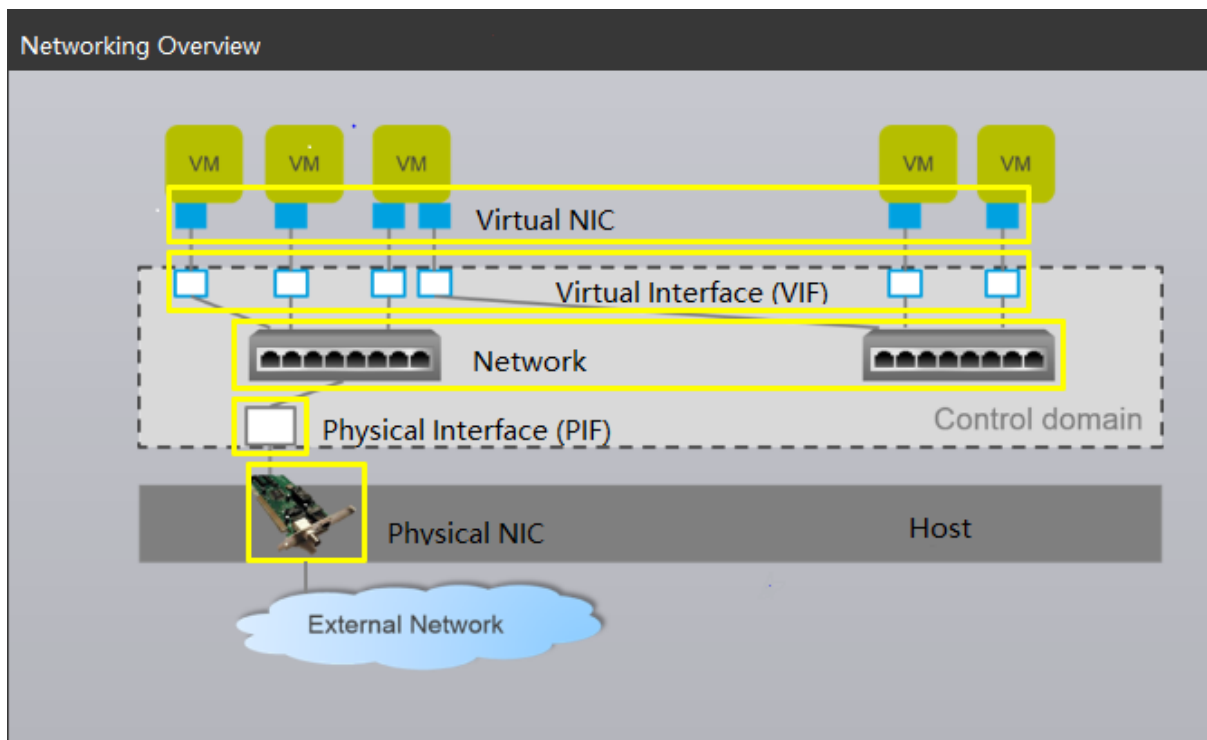 Networking Overview
VM VM VM VM VM
Virtual NIC
Virtual Interface (VIF)
Network
Control domain
Physical Interface (PIF)
Physical NIC
Host
External Network